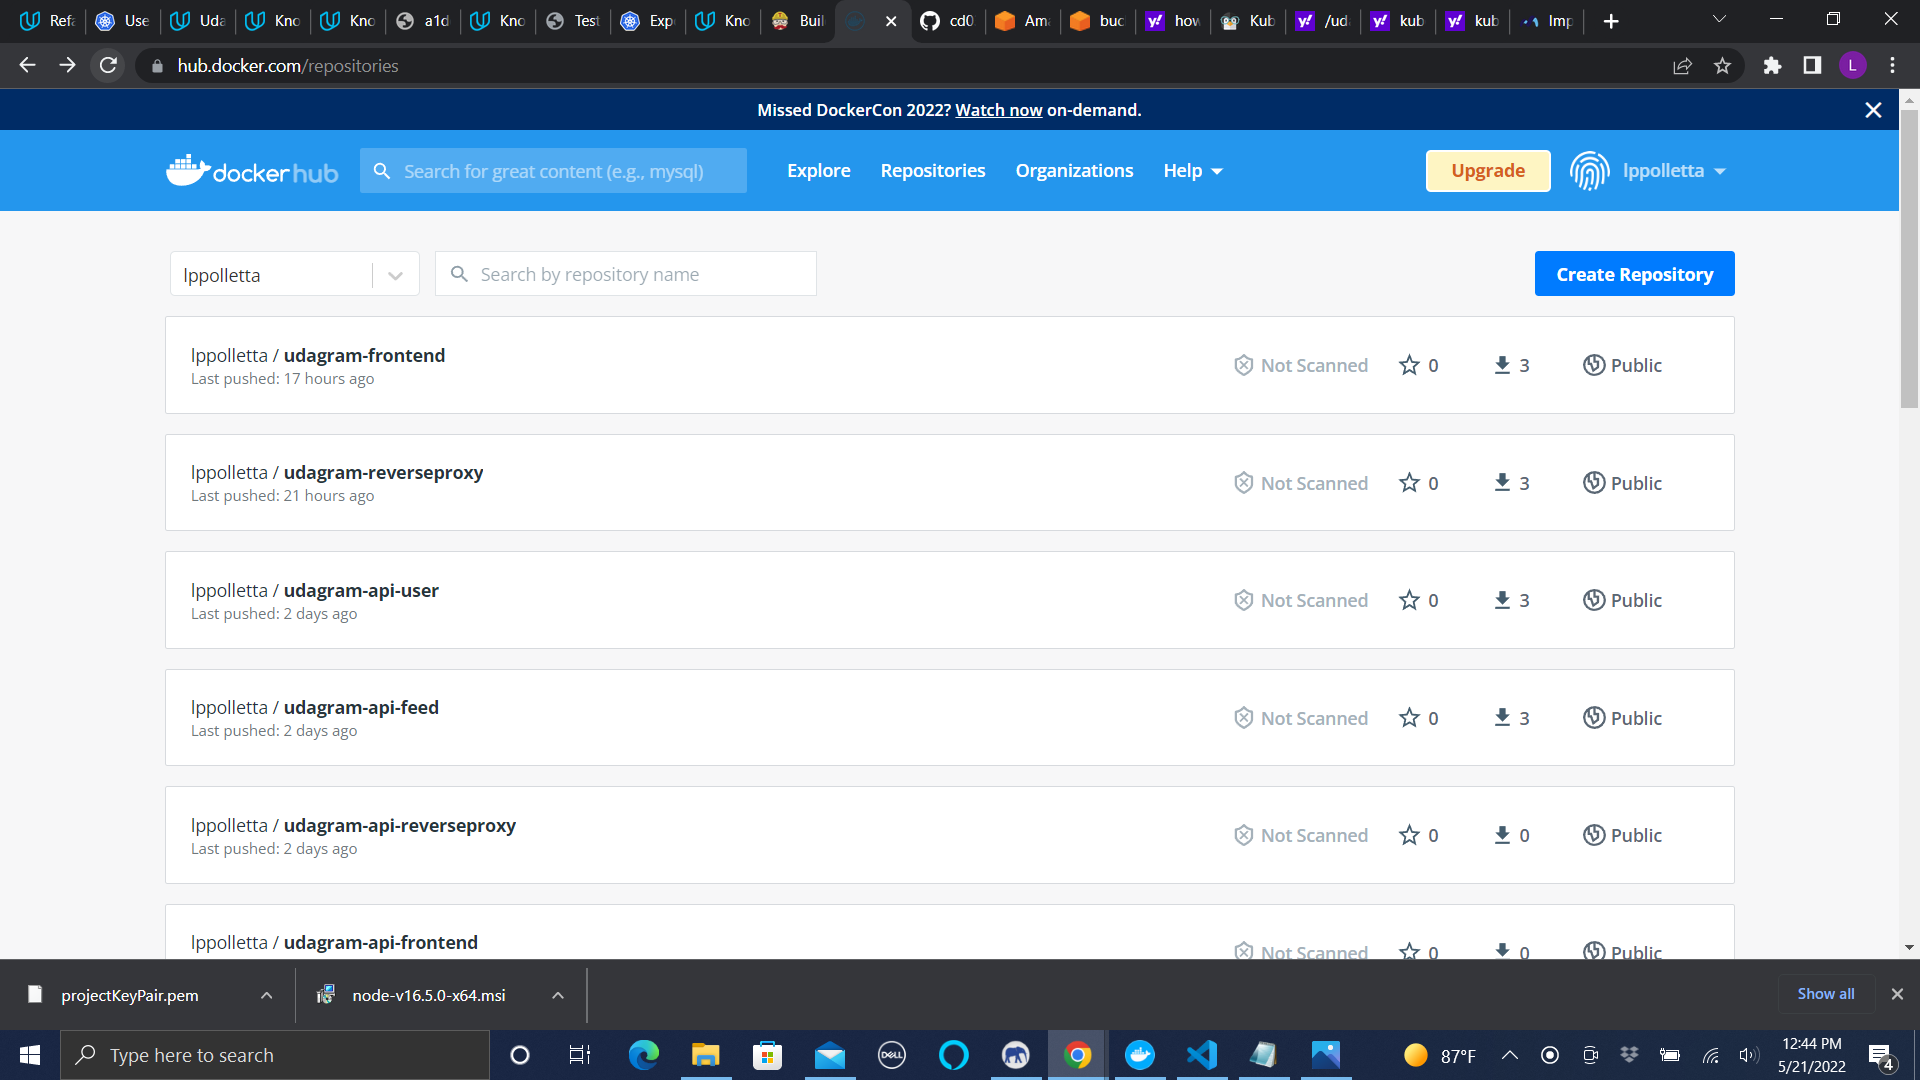 Refa
Use
Uda
Kno
Kno
a1d
Kno
Test
Expo
Kno
Buil
cd0
Ama
buc
how
Kub
/uda
kub
kub
Imp
hub.docker.com/repositories
L
Missed DockerCon 2022? Watch now on-demand.
docker hub
Search for great content (e.g., mysql)
Explore
Repositories
Organizations
Help
Upgrade
lppolletta
lppolletta
Search by repository name
Create Repository
lppolletta / udagram-frontend
Last pushed: 17 hours ago
Not Scanned
0
3
Public
lppolletta / udagram-reverseproxy
Last pushed: 21 hours ago
Not Scanned
0
3
Public
lppolletta / udagram-api-user
Last pushed: 2 days ago
Not Scanned
0
3
Public
lppolletta / udagram-api-feed
Last pushed: 2 days ago
Not Scanned
0
3
Public
lppolletta / udagram-api-reverseproxy
Last pushed: 2 days ago
Not Scanned
0
0
Public
lppolletta / udagram-api-frontend
Not Scanned
0
0
Public
projectKeyPair.pem
node-v16.5.0-x64.msi
Show all
Type here to search
DELL
87°F
12:44 PM
5/21/2022
4